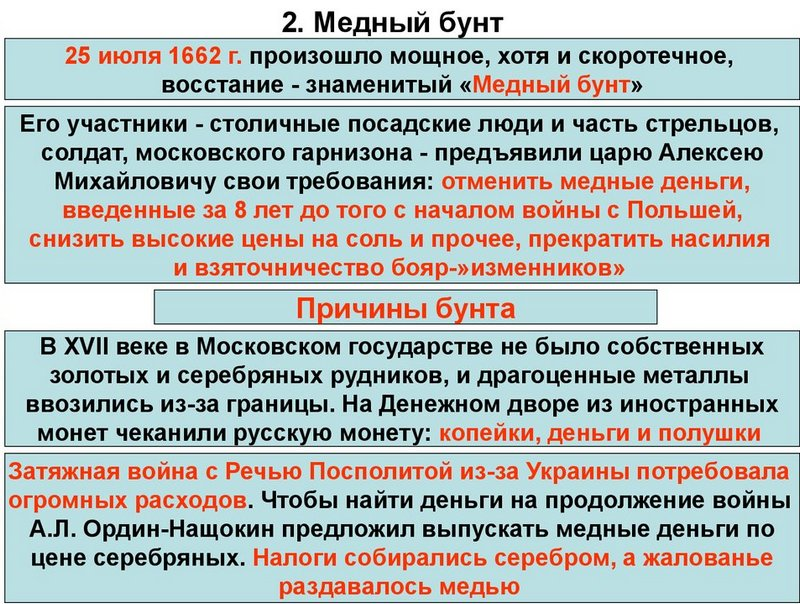 2. Медный бунт
25 июля 1662 г. произошло мощное, хотя и скоротечное,
восстание - знаменитый «Медный бунт»
Его участники - столичные посадские люди и часть стрельцов,
солдат, московского гарнизона - предъявили царю Алексею
Михайловичу свои требования: отменить медные деньги,
введенные за 8 лет до того с началом войны с Польшей,
снизить высокие цены на соль и прочее, прекратить насилия
и взяточничество бояр-»изменников»
Причины бунта
В XVII веке в Московском государстве не было собственных
золотых и серебряных рудников, и драгоценные металлы
ввозились из-за границы. На Денежном дворе из иностранных
монет чеканили русскую монету: копейки, деньги и полушки
Затяжная война с Речью Посполитой из-за Украины потребовала
огромных расходов. Чтобы найти деньги на продолжение войны
А.Л. Ордин-Нащокин предложил выпускать медные деньги по
цене серебряных. Налоги собирались серебром, а жалованье
раздавалось медью